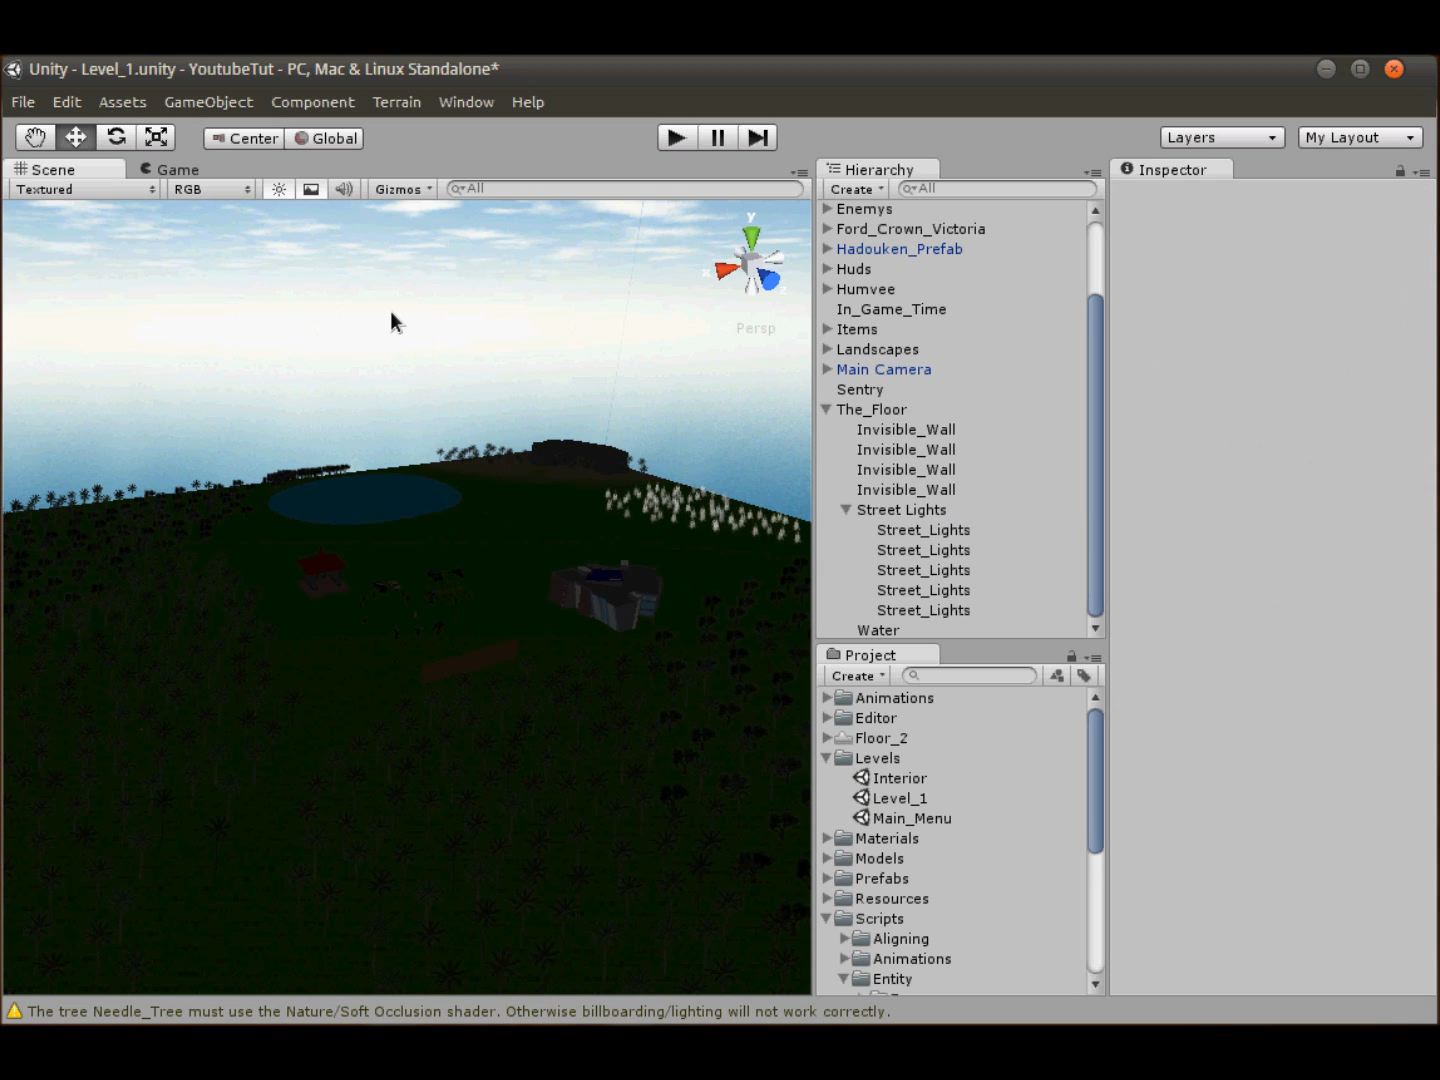 Unity - Level_1.unity - YoutubeTut - PC, Mac & Linux Standalone*
File Edit Assets GameObject Component Terrain Window Help
Center Global Layers My Layout
Scene Game
Textured RGB Gizmos All
y
x
z
Persp
Hierarchy
Create All
Enemys
Ford_Crown_Victoria
Hadouken_Prefab
Huds
Humvee
In_Game_Time
Items
Landscapes
Main Camera
Sentry
The_Floor
Invisible_Wall
Invisible_Wall
Invisible_Wall
Invisible_Wall
Street Lights
Street_Lights
Street_Lights
Street_Lights
Street_Lights
Street_Lights
Water
Project
Create
Animations
Editor
Floor_2
Levels
Interior
Level_1
Main_Menu
Materials
Models
Prefabs
Resources
Scripts
Aligning
Animations
Entity
Inspector
The tree Needle_Tree must use the Nature/Soft Occlusion shader. Otherwise billboarding/lighting will not work correctly.